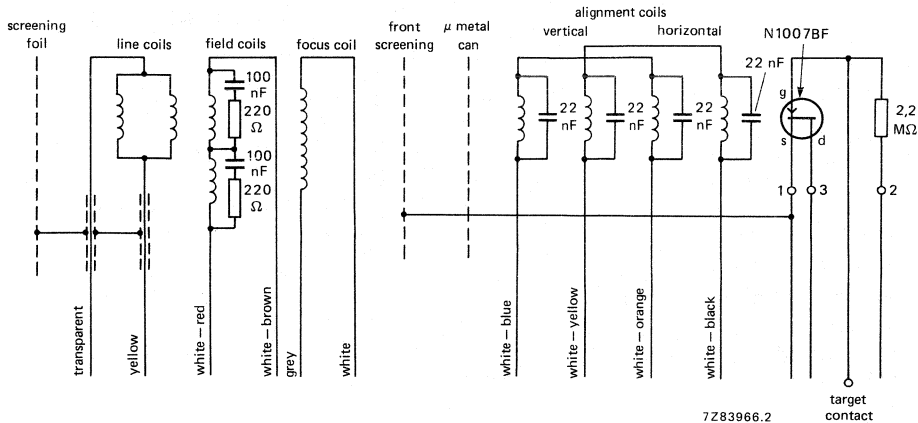 screening
foil
line coils
field coils
focus coil
front
screening
μ metal
can
alignment coils
vertical
horizontal
N1007BF
22 nF
100
nF
220
Ω
100
nF
220
Ω
22
nF
22
nF
22
nF
g
s
d
2,2
MΩ
1
3
2
transparent
yellow
white – red
white – brown
grey
white
white – blue
white – yellow
white – orange
white – black
target
contact
7Z83966.2